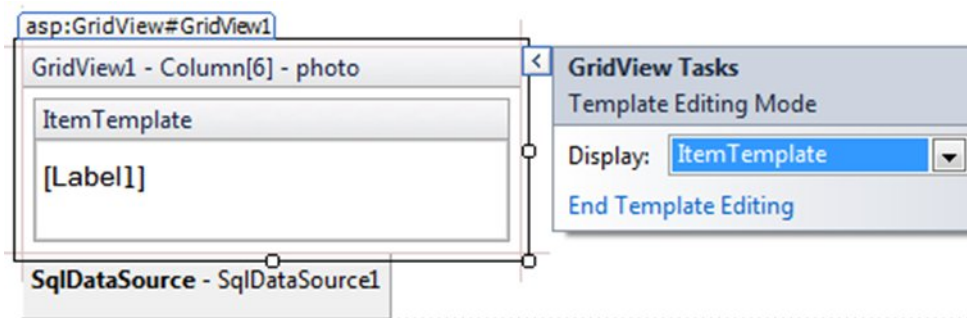 asp:GridView#GridView1
GridView1 - Column[6] - photo
ItemTemplate
[Label1]
GridView Tasks
Template Editing Mode
Display: ItemTemplate
End Template Editing
SqlDataSource - SqlDataSource1